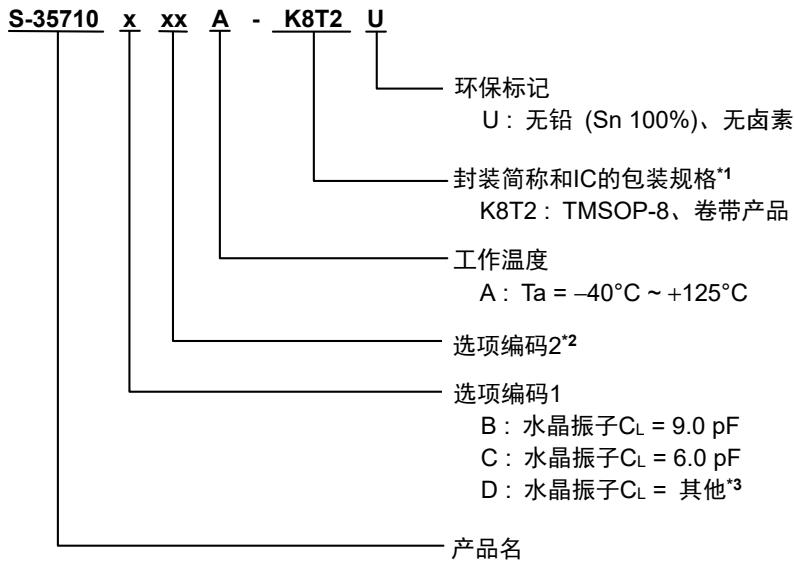 S-35710 x xx A - K8T2 U
环保标记
U : 无铅 (Sn 100%)、无卤素
封装简称和IC的包装规格*1
K8T2 : TMSOP-8、卷带产品
工作温度
A : Ta = −40°C ~ +125°C
选项编码2*2
选项编码1
B : 水晶振子CL = 9.0 pF
C : 水晶振子CL = 6.0 pF
D : 水晶振子CL = 其他*3
产品名